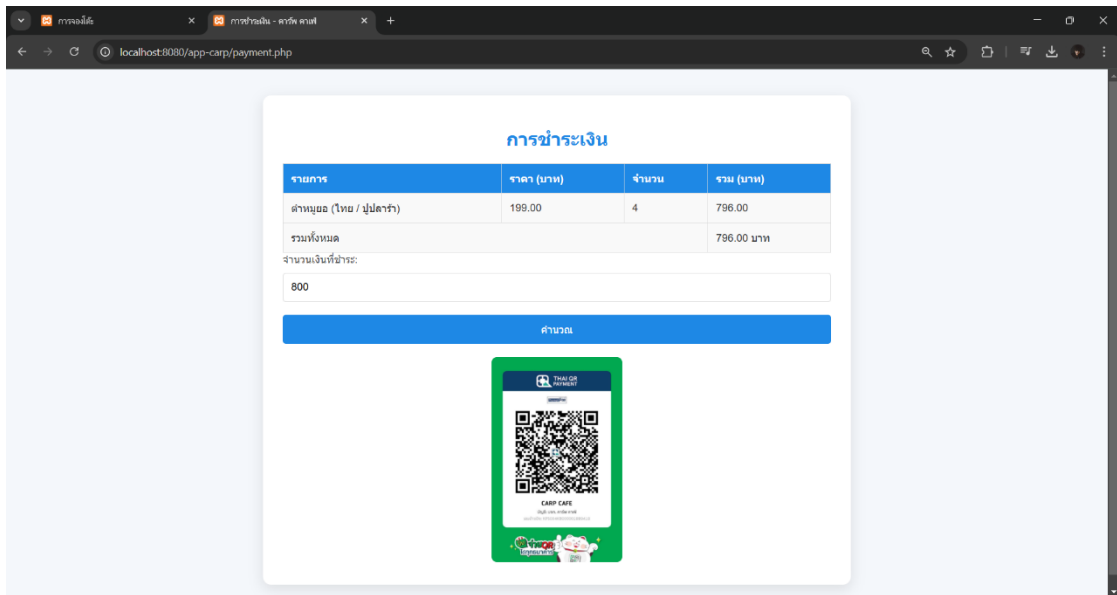 การจองโต๊ะ
การชำระเงิน - คาร์พ คาเฟ่
localhost:8080/app-carp/payment.php
การชำระเงิน
รายการ ราคา (บาท) จำนวน รวม (บาท)
ตำหมูยอ (ไทย / ปูปลาร้า) 199.00 4 796.00
รวมทั้งหมด 796.00 บาท
จำนวนเงินที่ชำระ:
800
คำนวณ
THAI QR
PAYMENT
CARP CAFE